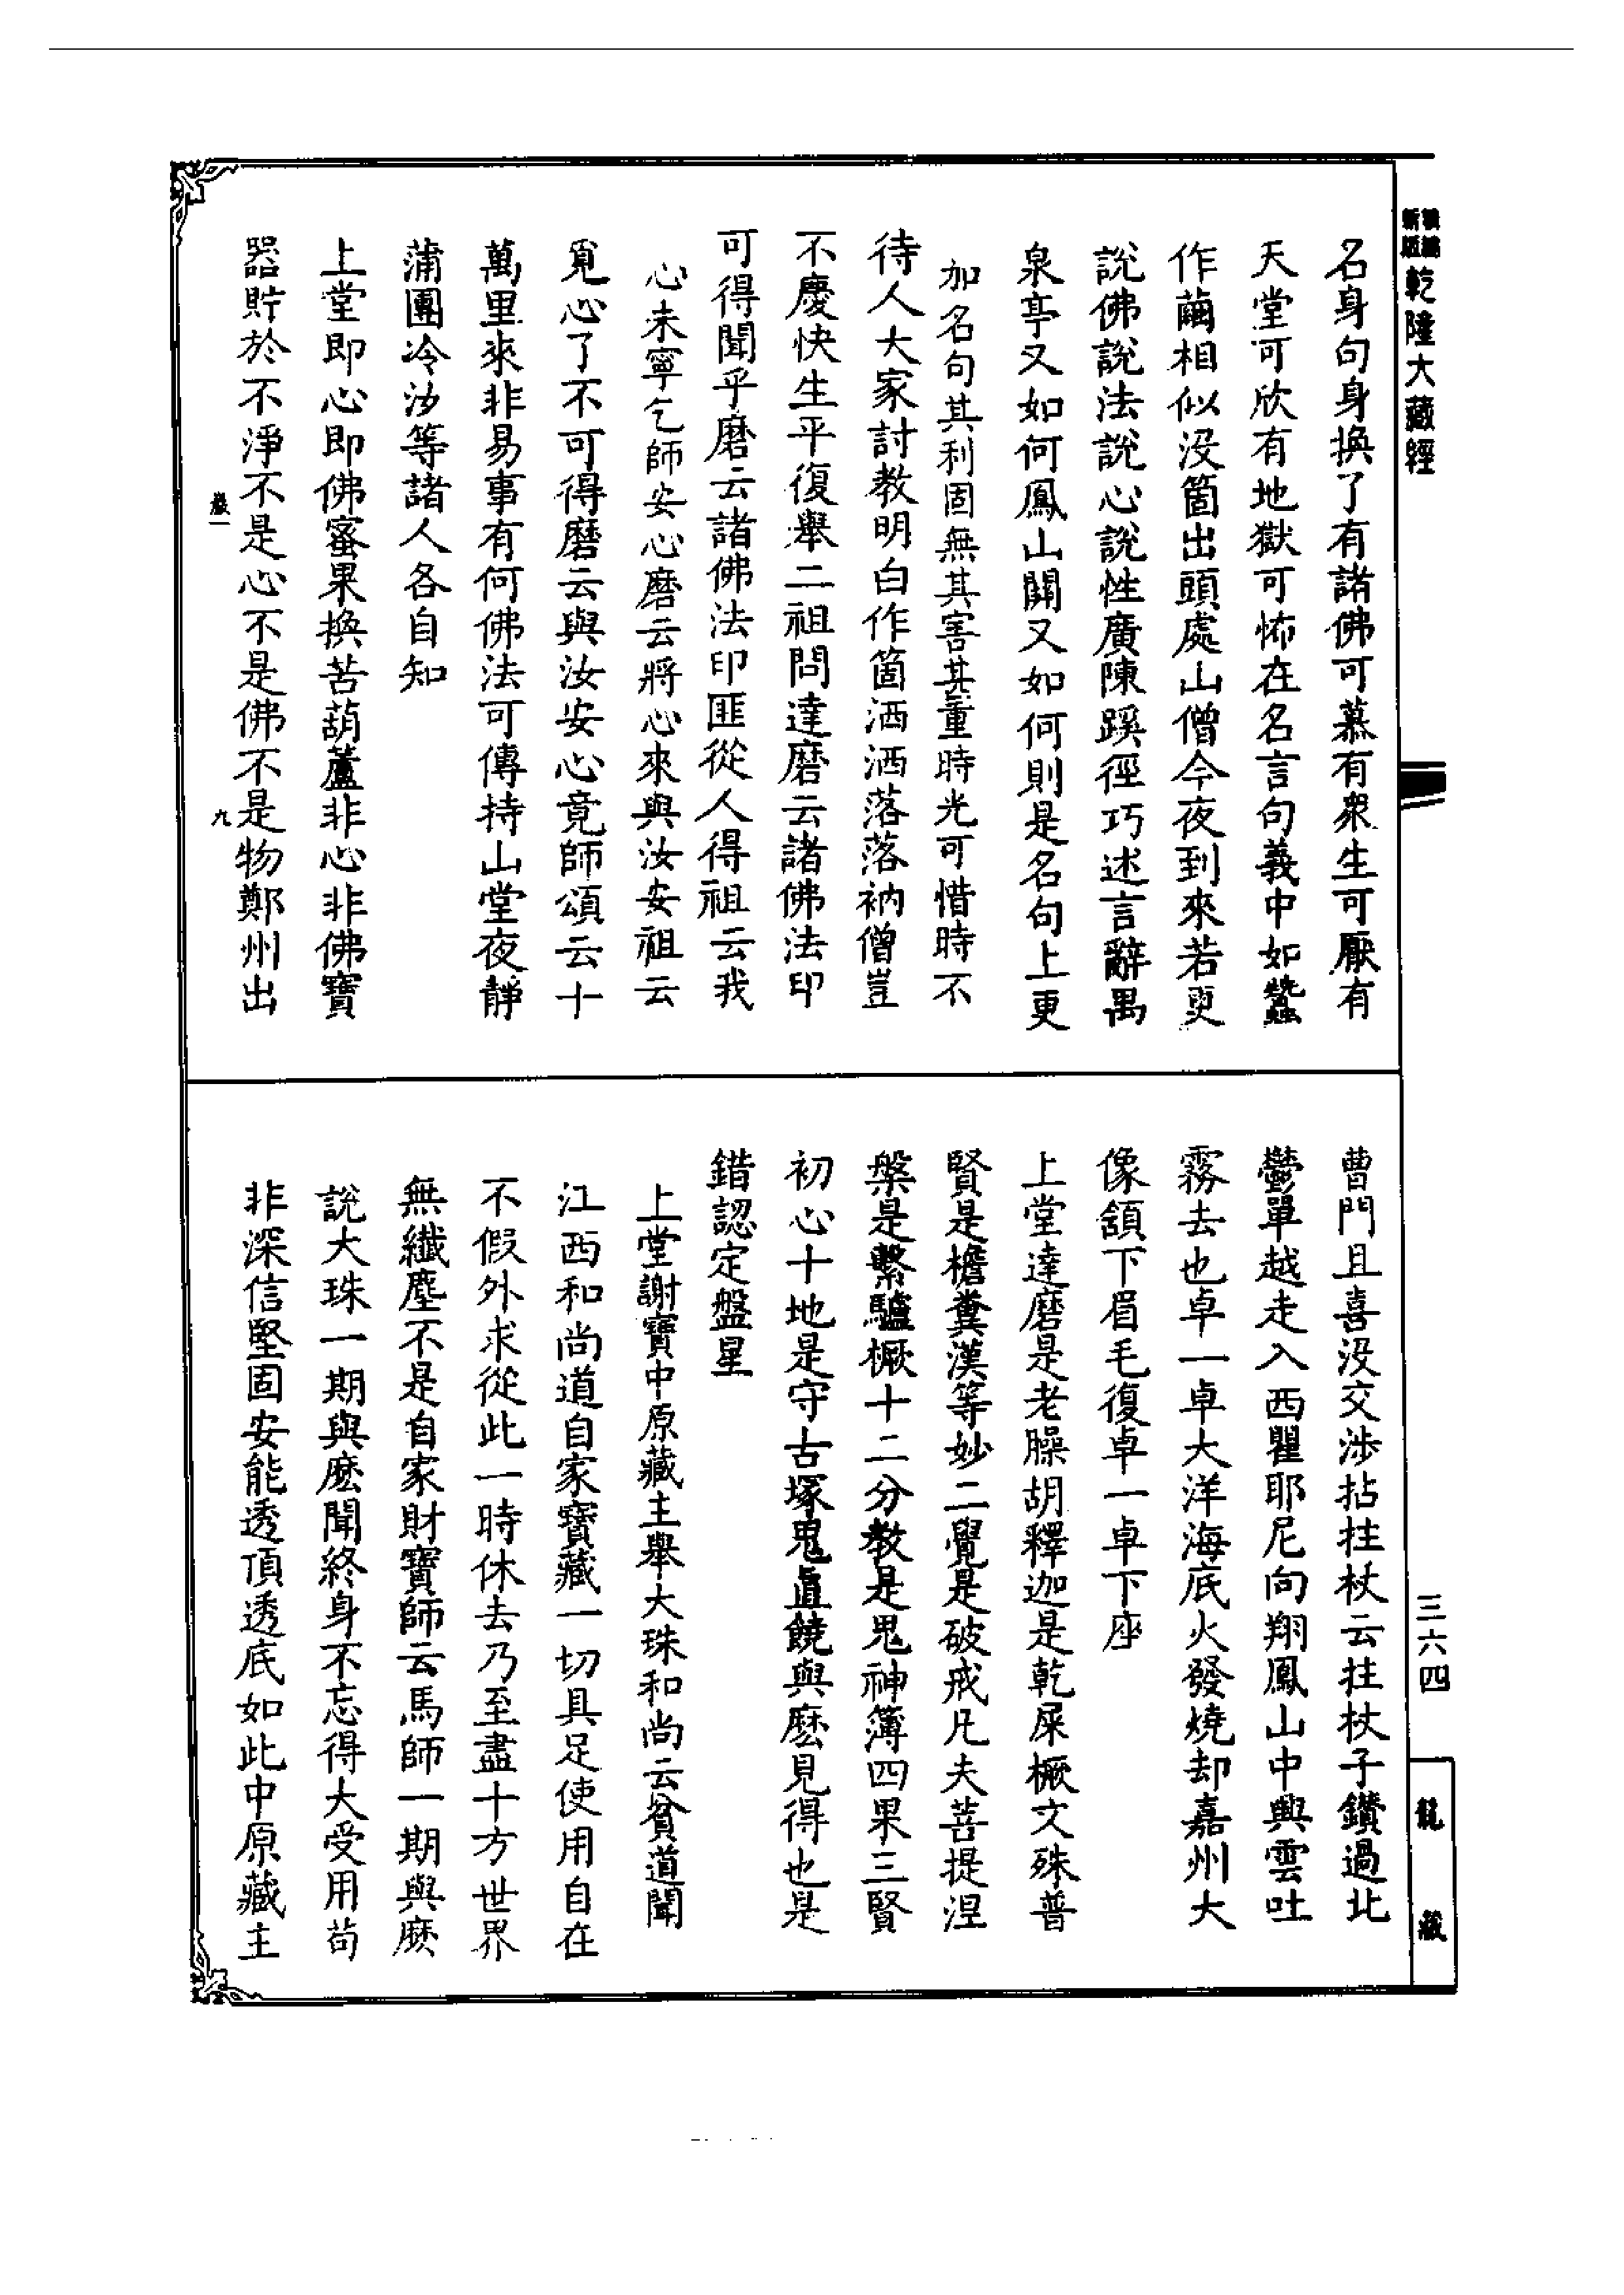 乾隆大藏經
名身句身換了有諸佛可慕有衆生可厭有
天堂可欣有地獄可怖在名言句義中如蠶
作繭相似没箇出頭處山僧今夜到來若更
說佛說法說心說性廣陳蹊徑巧述言辭禺
泉亭又如何鳳山關又如何則是名句上更
加名句其利固無其害甚重時光可惜時不
待人大家討教明白作箇洒洒落落衲僧豈
不慶快生平復舉二祖問達磨云諸佛法印
可得聞乎磨云諸佛法印匪從人得祖云我
心未寧乞師安心磨云將心來與汝安祖云
覓心了不可得磨云與汝安心竟師頌云十
萬里來非易事有何佛法可傳持山堂夜靜
蒲團冷汝等諸人各自知
上堂即心即佛蜜果換苦葫蘆非心非佛寶
器貯於不淨不是心不是佛不是物鄭州出
巖一
九
曹門且喜没交涉拈拄杖云拄杖子鑽過北
鬱單越走入西瞿耶尼向翔鳳山中興雲吐
霧去也卓一卓大洋海底火發燒却嘉州大
像頷下眉毛復卓一卓下座
上堂達磨是老臊胡釋迦是乾屎橛文殊普
賢是檐糞漢等妙二覺是破戒凡夫菩提涅
槃是繫驢橛十二分教是鬼神簿四果三賢
初心十地是守古塚鬼直饒與麽見得也是
錯認定盤星
上堂謝寶中原藏主舉大珠和尚云貧道聞
江西和尚道自家寶藏一切具足使用自在
不假外求從此一時休去乃至盡十方世界
無纖塵不是自家財寶師云馬師一期與麽
說大珠一期與麽聞終身不忘得大受用苟
非深信堅固安能透頂透底如此中原藏主
三六四
龍藏